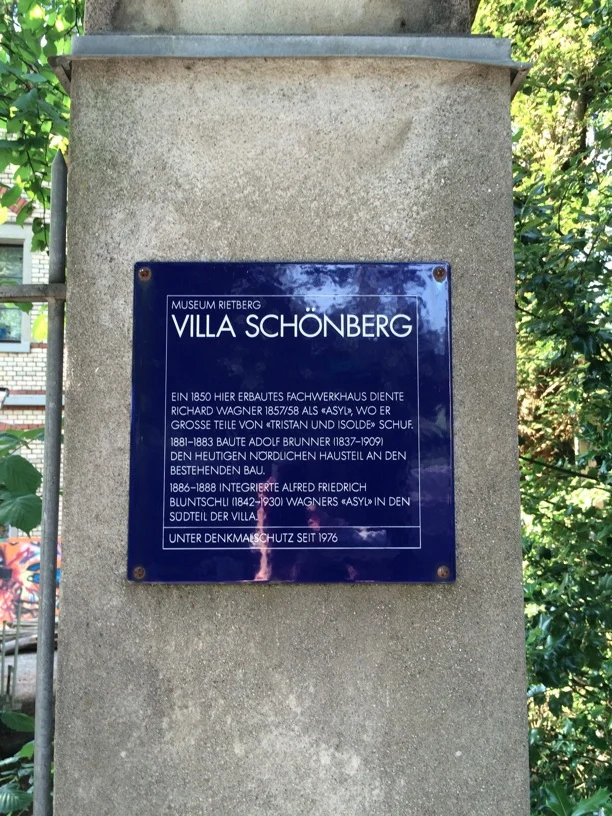 MUSEUM RIETBERG
VILLA SCHÖNBERG
EIN 1850 HIER ERBAUTES FACHWERKHAUS DIENTE
RICHARD WAGNER 1857/58 ALS «ASYL», WO ER
GROSSE TEILE VON «TRISTAN UND ISOLDE» SCHUF.
1881–1883 BAUTE ADOLF BRUNNER (1837–1909)
DEN HEUTIGEN NÖRDLICHEN HAUSTEIL AN DEN
BESTEHENDEN BAU.
1886–1888 INTEGRIERTE ALFRED FRIEDRICH
BLUNTSCHLI (1842–1930) WAGNERS «ASYL» IN DEN
SÜDTEIL DER VILLA.
UNTER DENKMALSCHUTZ SEIT 1976